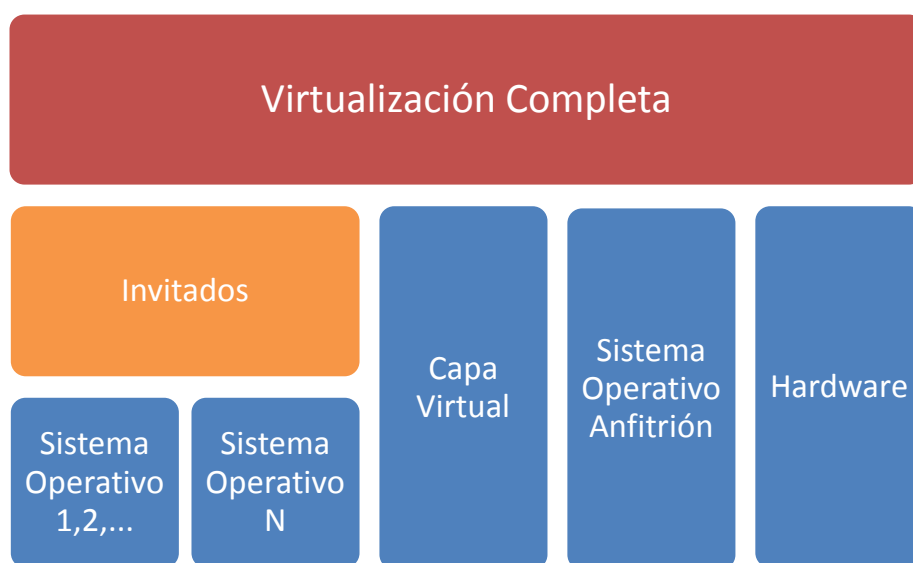 Virtualización Completa
Invitados
Capa
Virtual
Sistema
Operativo
Anfitrión
Hardware
Sistema
Operativo
1,2,...
Sistema
Operativo
N